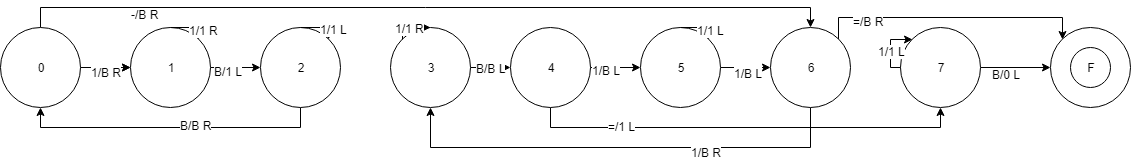 -/B R
=/B R
1/1 R
1/1 L
1/1 R
1/1 L
1/1 L
0
1/B R
1
B/1 L
2
3
B/B L
4
1/B L
5
1/B L
6
7
B/0 L
F
B/B R
=/1 L
1/B R